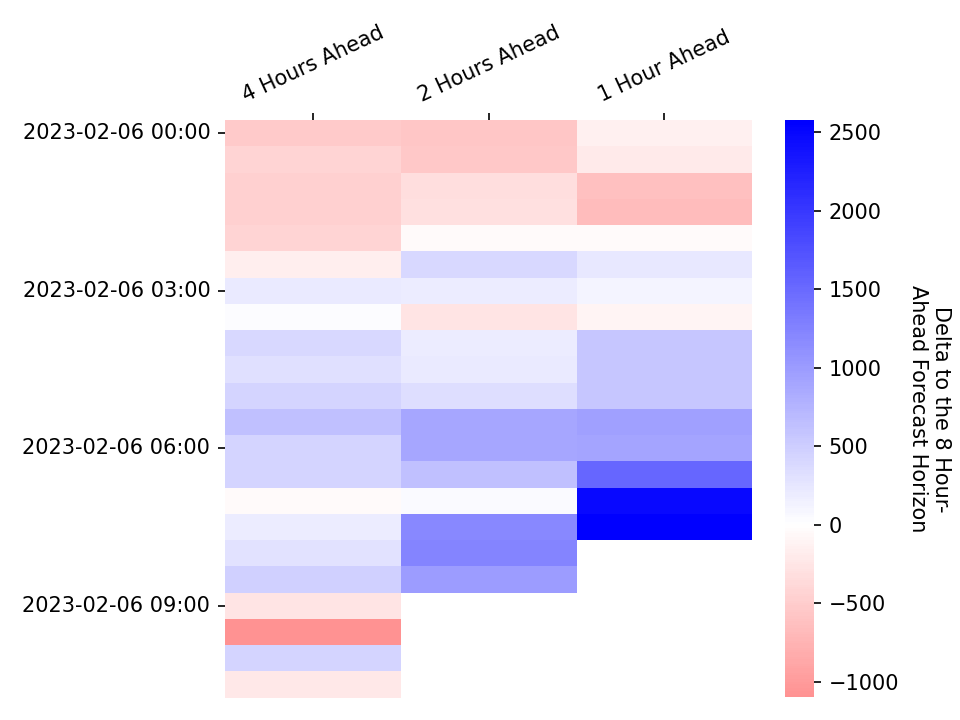 4 Hours Ahead
2 Hours Ahead
1 Hour Ahead
2023-02-06 00:00
2023-02-06 03:00
2023-02-06 06:00
2023-02-06 09:00
2500
2000
1500
1000
500
0
−500
−1000
Delta to the 8 Hour-
Ahead Forecast Horizon